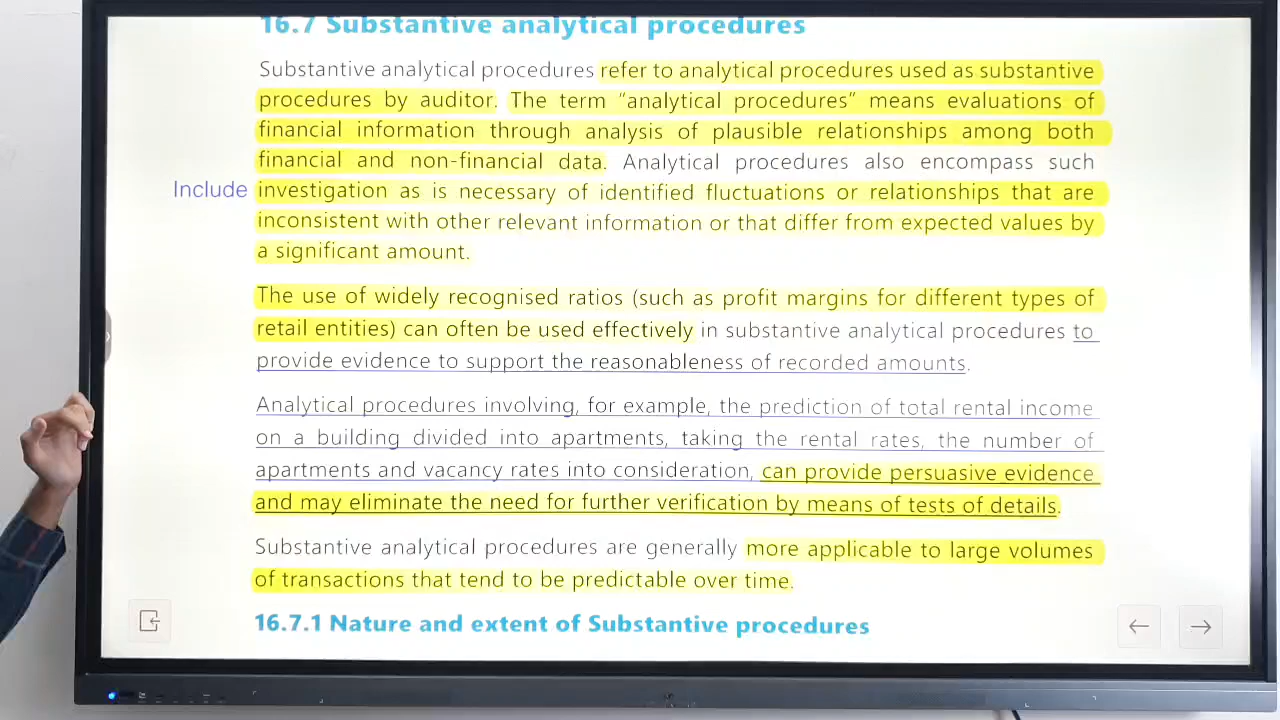 16.7 Substantive analytical procedures
Substantive analytical procedures refer to analytical procedures used as substantive
procedures by auditor. The term “analytical procedures” means evaluations of
financial information through analysis of plausible relationships among both
financial and non-financial data. Analytical procedures also encompass such
Include investigation as is necessary of identified fluctuations or relationships that are
inconsistent with other relevant information or that differ from expected values by
a significant amount.
The use of widely recognised ratios (such as profit margins for different types of
retail entities) can often be used effectively in substantive analytical procedures to
provide evidence to support the reasonableness of recorded amounts.
Analytical procedures involving, for example, the prediction of total rental income
on a building divided into apartments, taking the rental rates, the number of
apartments and vacancy rates into consideration, can provide persuasive evidence
and may eliminate the need for further verification by means of tests of details.
Substantive analytical procedures are generally more applicable to large volumes
of transactions that tend to be predictable over time.
16.7.1 Nature and extent of Substantive procedures